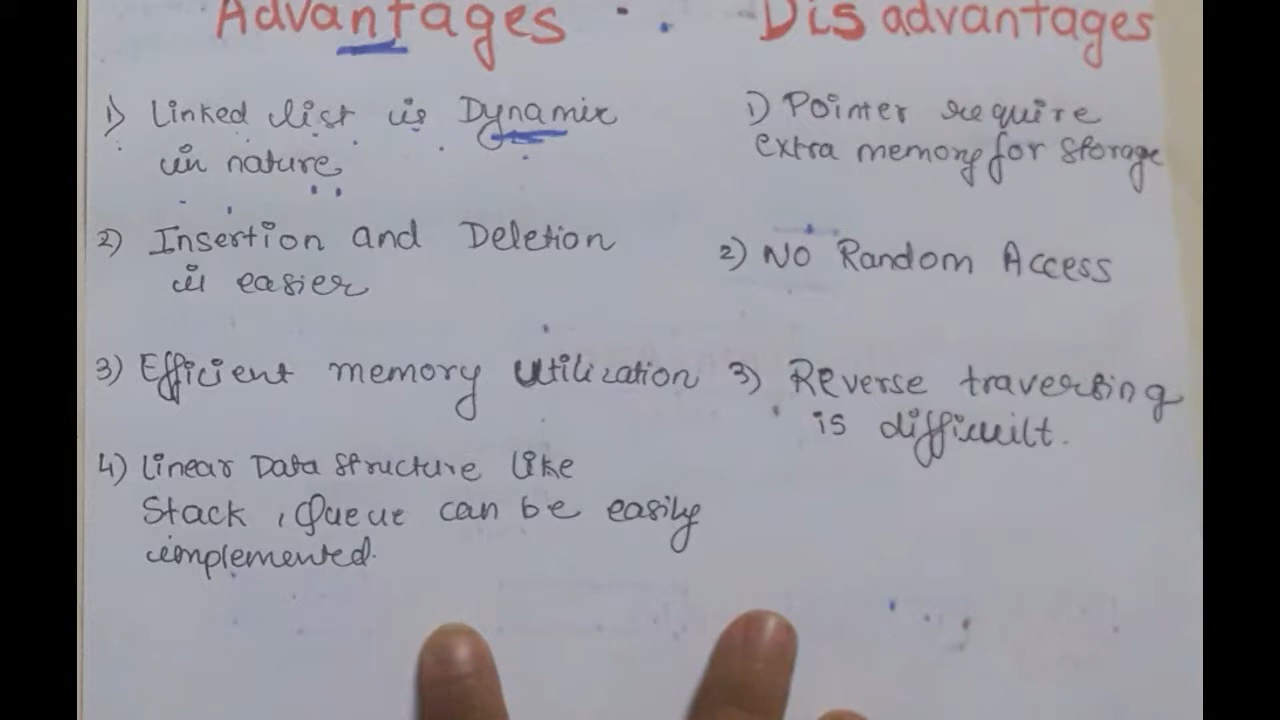 Advantages
1) Linked list is Dynamic
in nature
2) Insertion and Deletion
is easier
3) Efficient memory Utilization
4) Linear Data Structure like
Stack, Queue can be easily
implemented.
Disadvantages
1) Pointer require
extra memory for Storage
2) NO Random Access
3) Reverse traversing
is difficuilt.